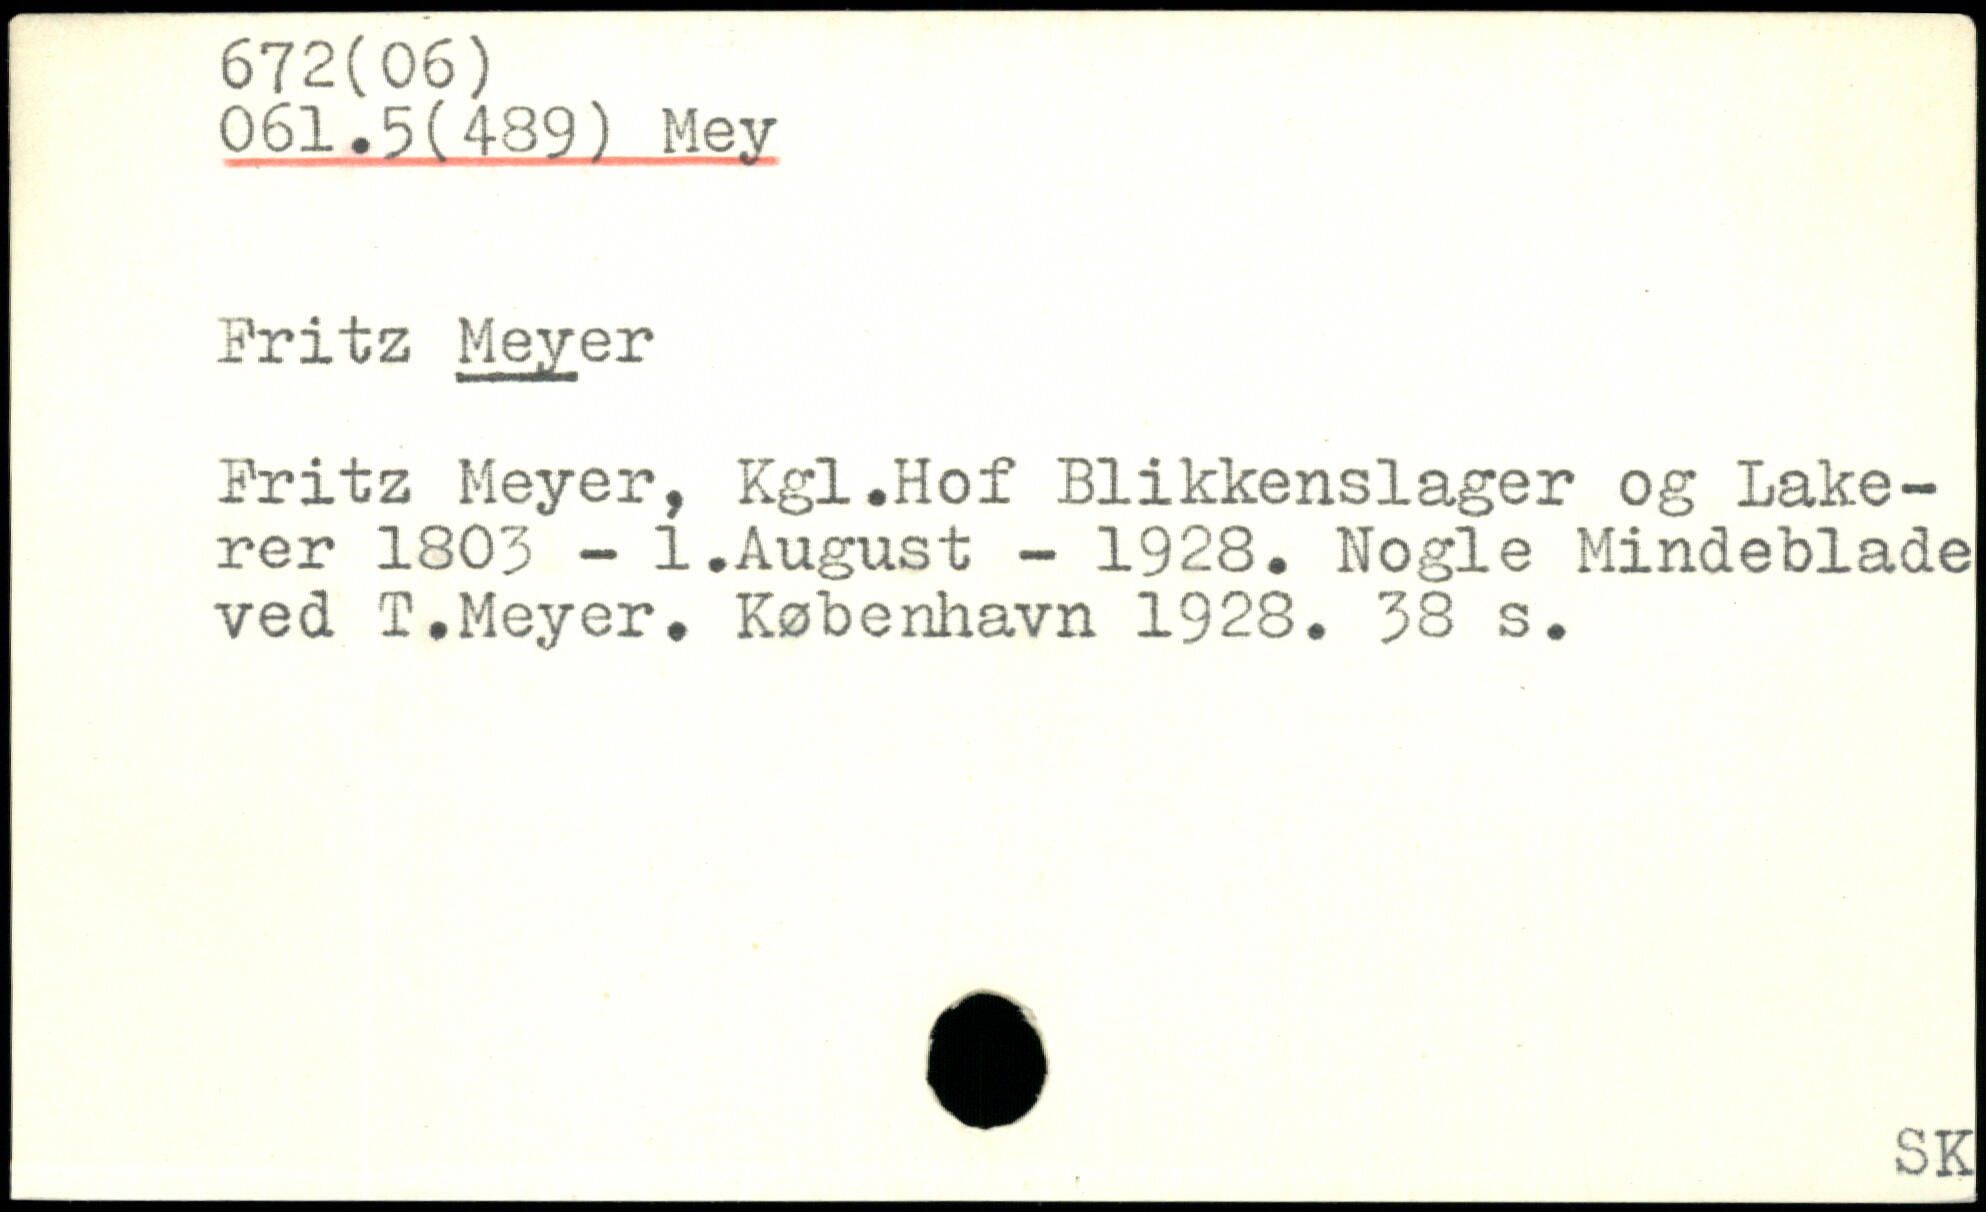 672(06)
061.5(489) Mey
Fritz Meyer
Fritz Meyer, Kgl.Hof Blikkenslager og Lake-
rer 1803 - 1.August - 1928. Nogle Mindeblade
ved T.Meyer. København 1928. 38 s.
SK